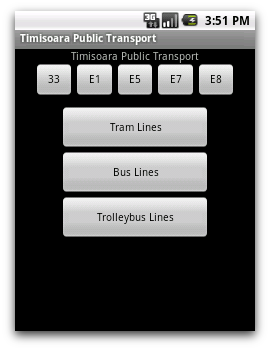 3G 3:51 PM
Timisoara Public Transport
Timisoara Public Transport
33 E1 E5 E7 E8
Tram Lines
Bus Lines
Trolleybus Lines